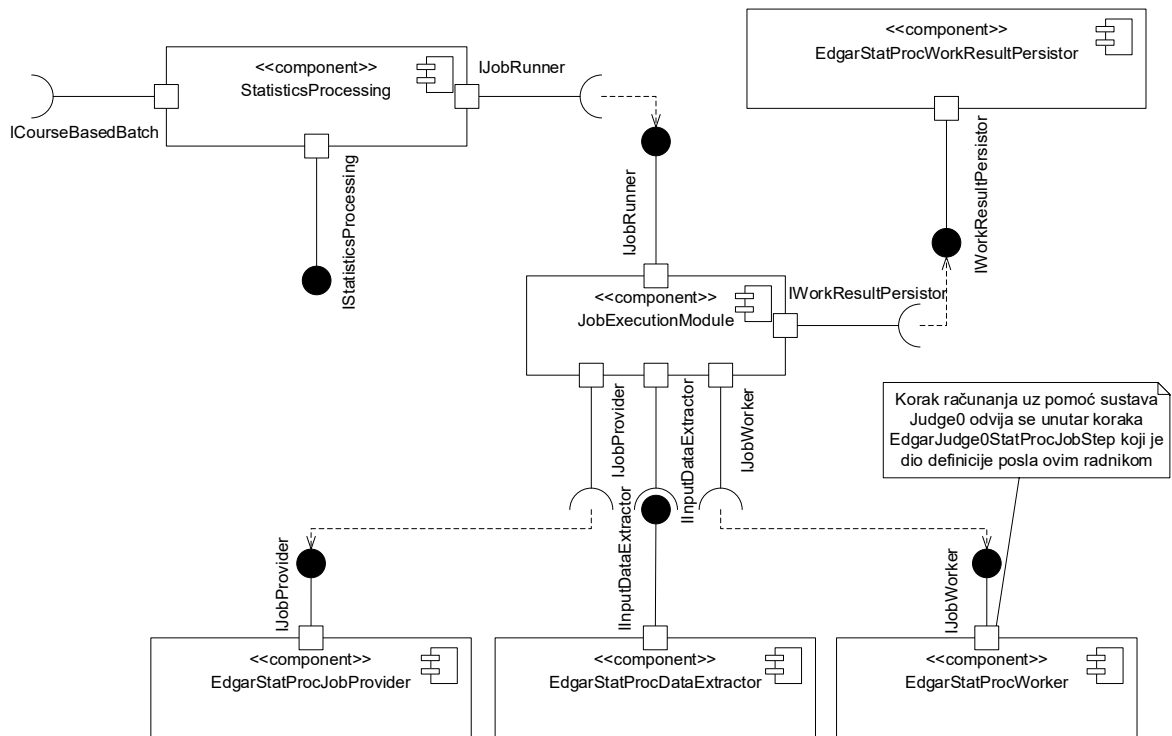 <<component>>
StatisticsProcessing
IJobRunner
ICourseBasedBatch
IStatisticsProcessing
<<component>>
EdgarStatProcWorkResultPersistor
IJobRunner
IWorkResultPersistor
<<component>>
JobExecutionModule
IWorkResultPersistor
IJobProvider
IInputDataExtractor
IJobWorker
Korak računanja uz pomoć sustava
Judge0 odvija se unutar koraka
EdgarJudge0StatProcJobStep koji je
dio definicije posla ovim radnikom
IJobProvider
IInputDataExtractor
IJobWorker
<<component>>
EdgarStatProcJobProvider
<<component>>
EdgarStatProcDataExtractor
<<component>>
EdgarStatProcWorker